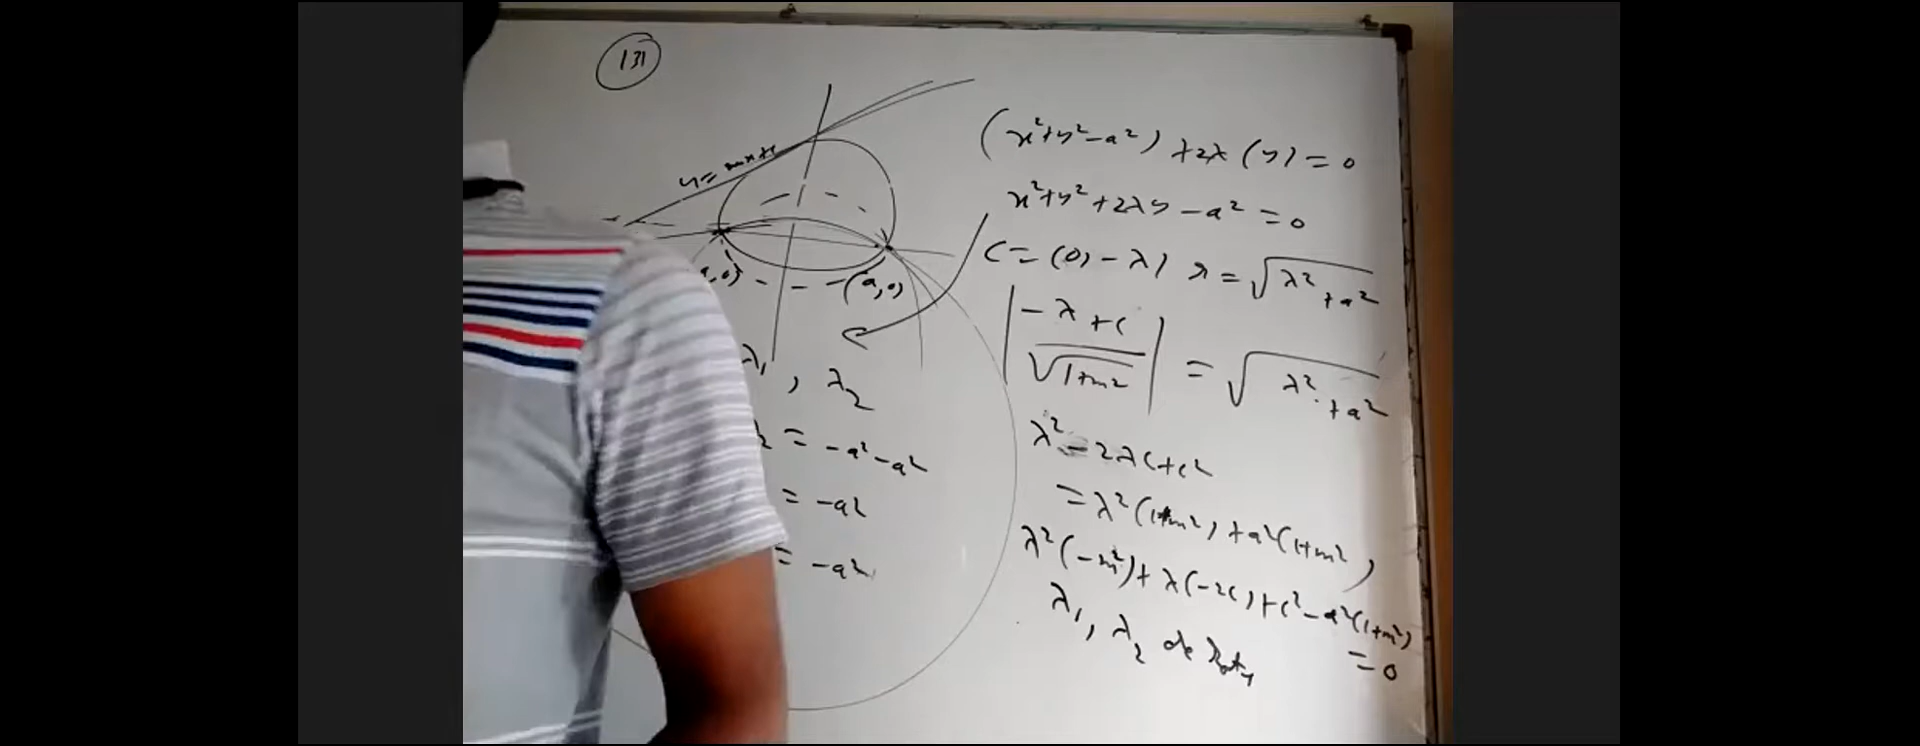 131
y = mx+c
(a,0)
λ₁, λ₂
= -a²-a²
= -a²
= -a²
(x²+y²-a²) +2λ(y) = 0
x²+y²+2λy-a² = 0
C = (0,-λ) r = √(λ²+a²)
|(-λ+c)/√(1+m²)| = √(λ²+a²)
λ²-2λc+c²
= λ²(1+m²)+a²(1+m²)
λ²(-m²)+λ(-2c)+c²-a²(1+m²)
= 0
λ₁, λ₂